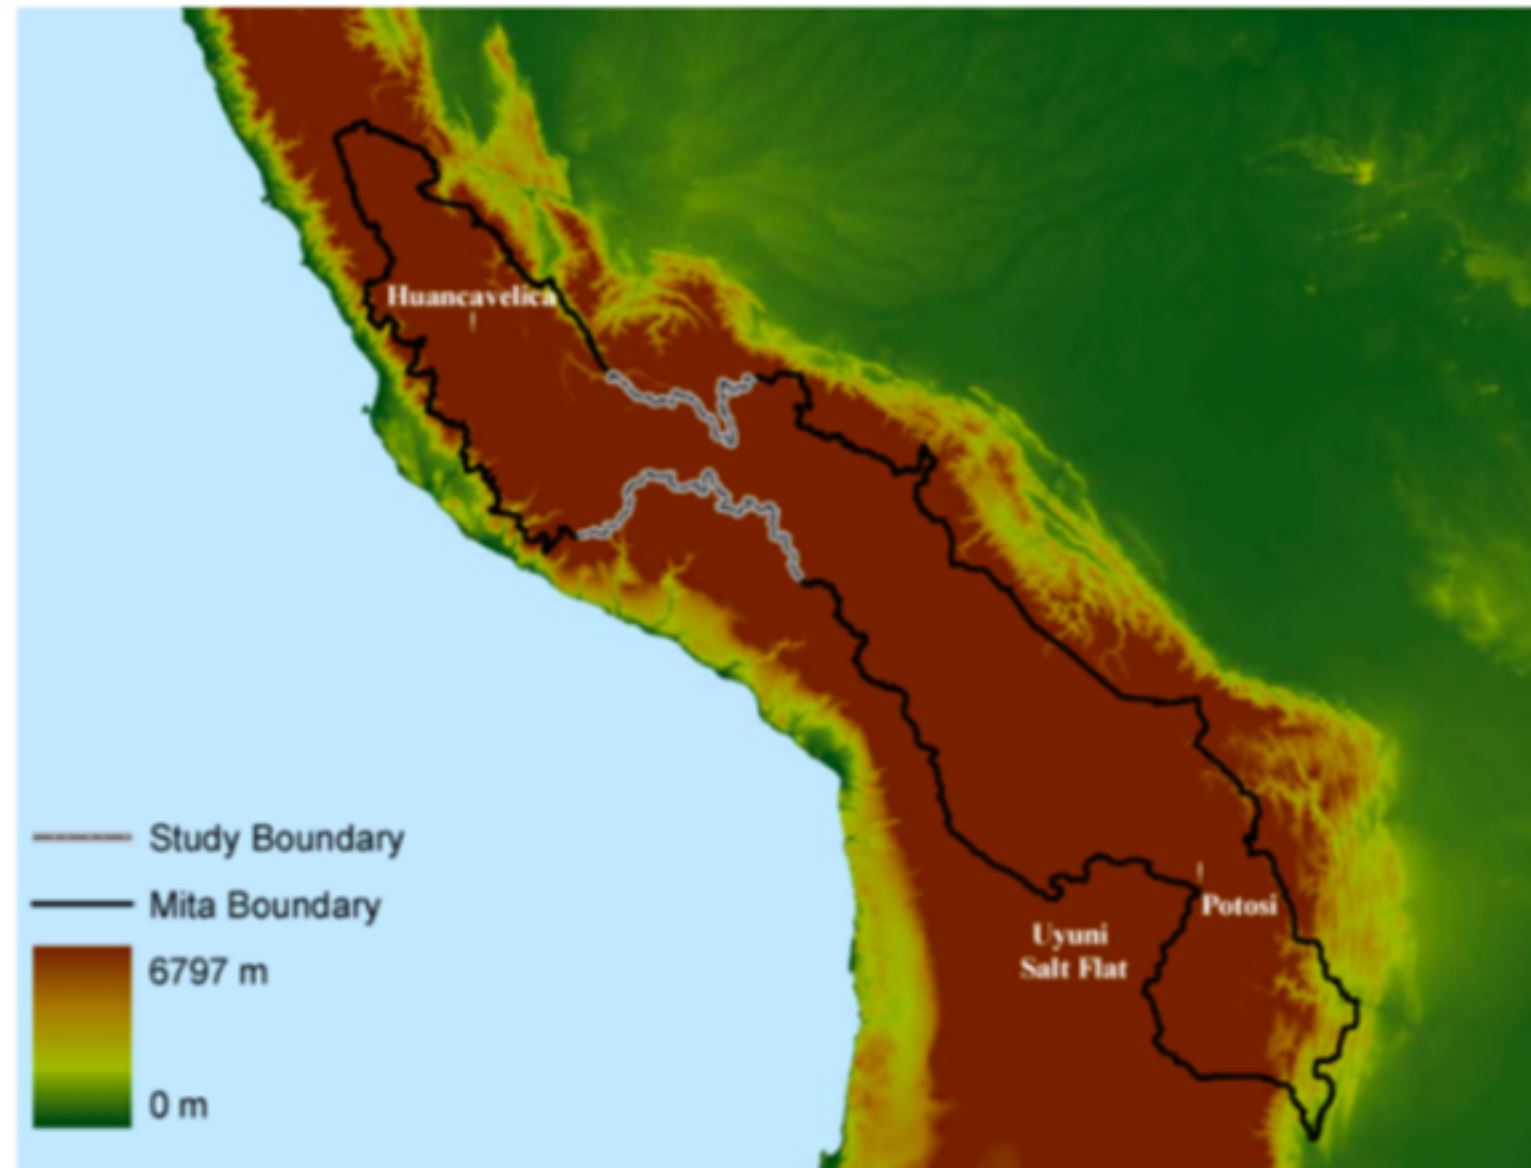 Huancavelica
Potosi
Uyuni
Salt Flat
Study Boundary
Mita Boundary
6797 m
0 m